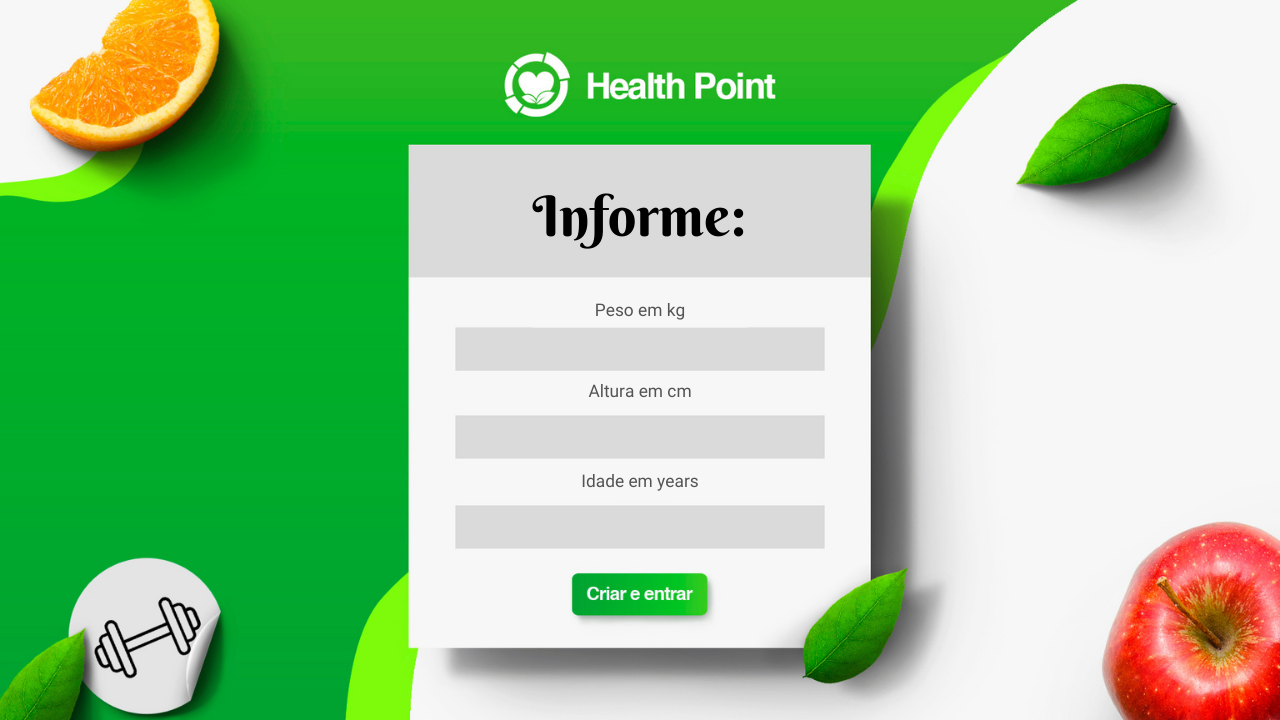 Health Point
Informe:
Peso em kg
Altura em cm
Idade em years
Criar e entrar